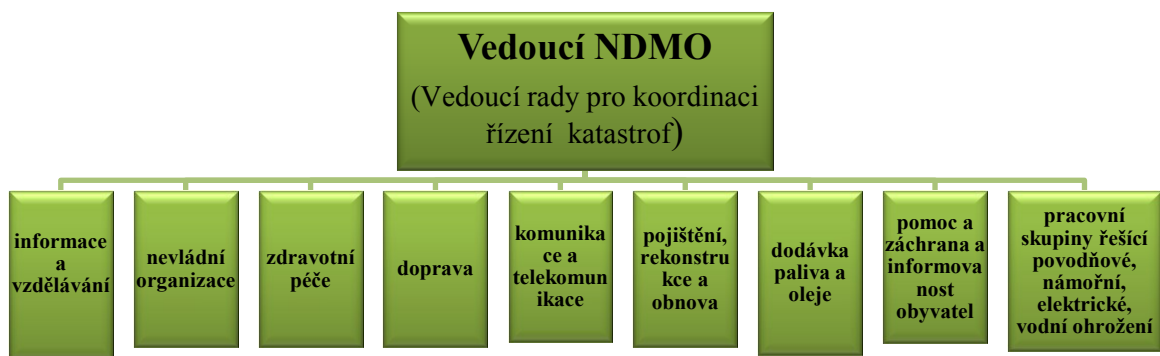 Vedoucí NDMO
(Vedoucí rady pro koordinaci
řízení katastrof)
informace
a
vzdělávání
nevládní
organizace
zdravotní
péče
doprava
komunika
ce a
telekomun
ikace
pojištění,
rekonstru
kce a
obnova
dodávka
paliva a
oleje
pomoc a
záchrana a
informova
nost
obyvatel
pracovní
skupiny řešící
povodňové,
námořní,
elektrické,
vodní ohrožení